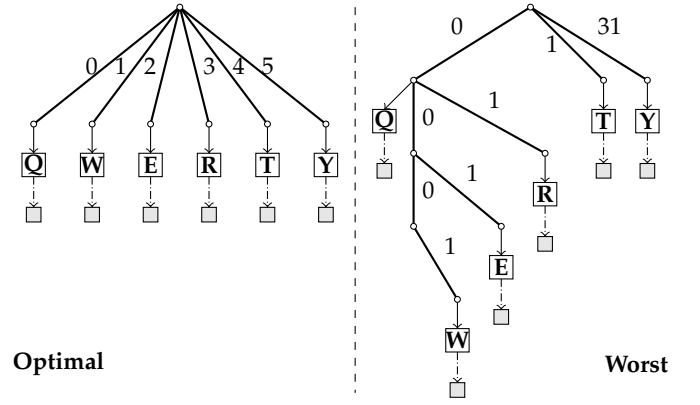 0 1 2 3 4 5
Q W E R T Y
Optimal
0 1 31
Q 0 1 T Y
0 1 R
1 E
W
Worst